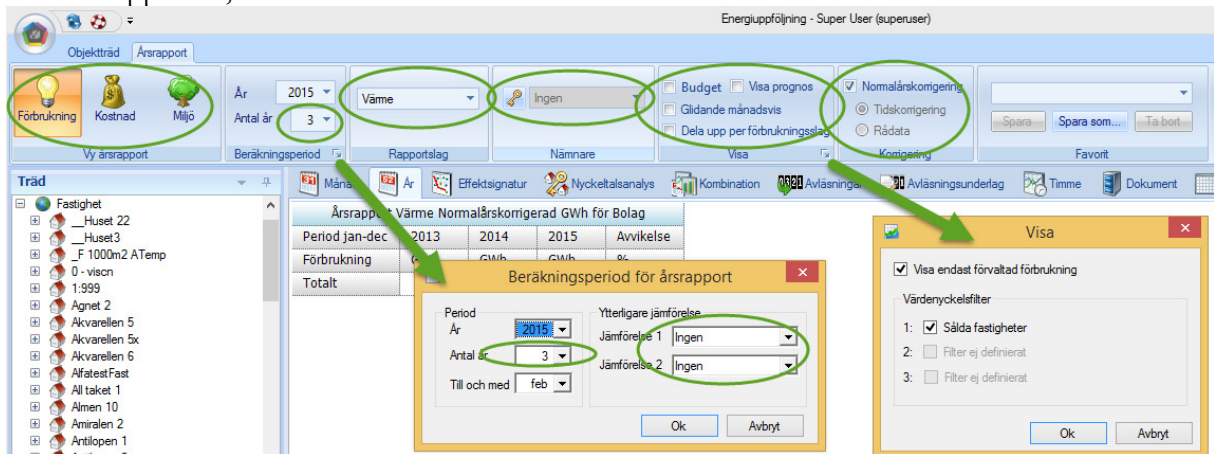 Energiuppföljning - Super User (superuser)
Objektträd Årsrapport
Förbrukning Kostnad Miljö
Vy årsrapport
År 2015
Antal år 3
Beräkningsperiod
Värme
Rapportslag
Ingen
Nämnare
Budget Visa prognos
Glidande månadsvis
Dela upp per förbrukningsslag
Visa
Normalårskorrigering
Tidskorrigering
Rådata
Korrigering
Spara Spara som... Ta bort
Favorit
Träd
Fastighet
__Huset 22
__Huset3
_F 1000m2 ATemp
0 - viscn
1:999
Agnet 2
Akvarellen 5
Akvarellen 5x
Akvarellen 6
AlfatestFast
All taket 1
Almen 10
Amiralen 2
Antilopen 1
År Effektsignatur Nyckeltalsanalys Kombination Avläsningar Avläsningsunderlag Timme Dokument
Årsrapport Värme Normalårskorrigerad GWh för Bolag
Period jan-dec 2013 2014 2015 Avvikelse
Förbrukning GWh GWh %
Totalt
Beräkningsperiod för årsrapport
Period
År 2015
Antal år 3
Till och med feb
Ytterligare jämförelse
Jämförelse 1 Ingen
Jämförelse 2 Ingen
Ok Avbryt
Visa
Visa endast förvaltad förbrukning
Värdenyckelsfilter
1: Sålda fastigheter
2: Filter ej definierat
3: Filter ej definierat
Ok Avbryt